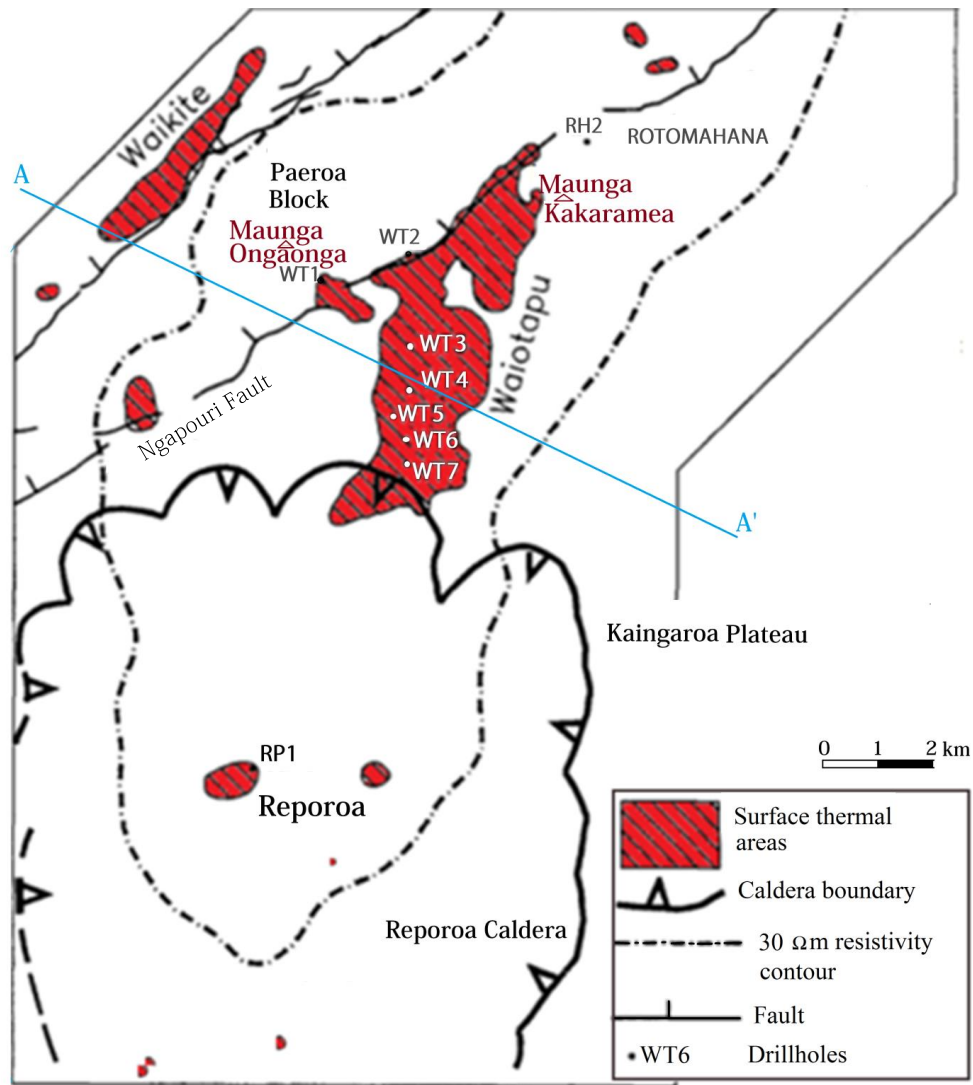 Waikite
A
Paeroa
Block
RH2
ROTOMAHANA
Maunga
Kakaramea
Maunga
Ongāonga
WT2
WT1
Waiotapu
WT3
WT4
WT5
WT6
WT7
Ngapouri Fault
A'
Kaingaroa Plateau
RP1
Reporoa
Reporoa Caldera
0 1 2 km
Surface thermal
areas
Caldera boundary
30 Ωm resistivity
contour
Fault
WT6 Drillholes